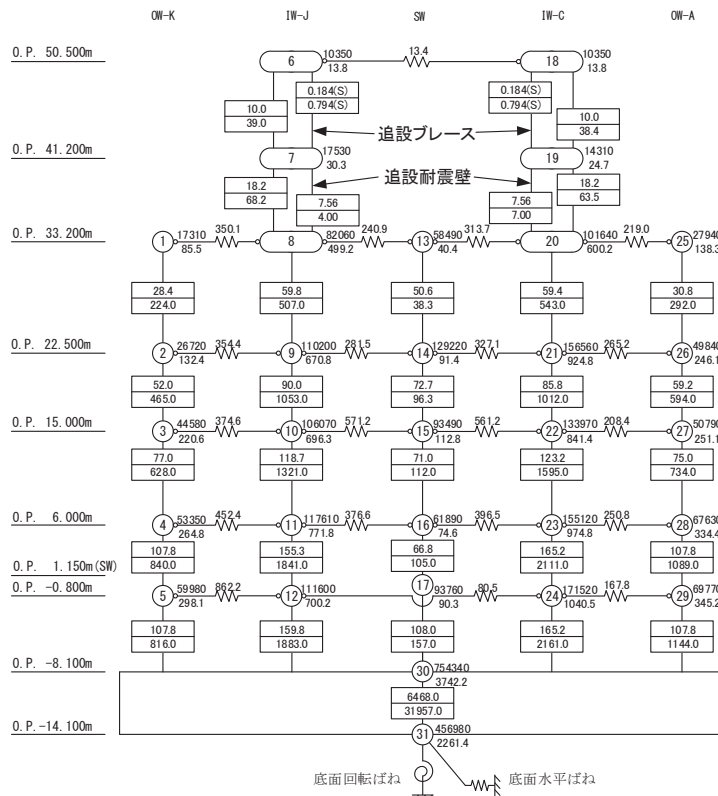 OW-K IW-J SW IW-C OW-A
O.P. 50.500m 6 10350 13.4 18 10350
13.8 13.8
0.184(S) 0.184(S)
0.794(S) 0.794(S)
10.0 10.0
39.0 38.4
追設ブレース
O.P. 41.200m 7 17530 19 14310
30.3 24.7
追設耐震壁
18.2 18.2
68.2 63.5
7.56 7.56
4.00 7.00
O.P. 33.200m 1 17310 350.1 8 82060 240.9 13 58490 313.7 20 101640 219.0 25 27940
85.5 499.2 40.4 600.2 138.3
28.4 59.8 50.6 59.4 30.8
224.0 507.0 38.3 543.0 292.0
O.P. 22.500m 2 26720 354.4 9 110200 281.5 14 129220 327.1 21 156560 265.2 26 49840
132.4 670.8 91.4 924.8 246.1
52.0 90.0 72.7 85.8 59.2
465.0 1053.0 96.3 1012.0 594.0
O.P. 15.000m 3 44580 374.6 10 106070 571.2 15 93490 561.2 22 133970 208.4 27 50790
220.6 696.3 112.8 841.4 251.1
77.0 118.7 71.0 123.2 75.0
628.0 1321.0 112.0 1595.0 734.0
O.P. 6.000m 4 53350 452.4 11 117610 376.6 16 61890 396.5 23 155120 250.8 28 67630
264.8 771.8 74.6 974.8 334.4
107.8 155.3 66.8 165.2 107.8
840.0 1841.0 105.0 2111.0 1089.0
O.P. 1.150m(SW) 17
O.P. -0.800m 5 59980 862.2 12 111600 93760 80.5 24 171520 167.8 29 69770
298.1 700.2 90.3 1040.5 345.2
107.8 159.8 108.0 165.2 107.8
816.0 1883.0 157.0 2161.0 1144.0
O.P. -8.100m 30 754340
3742.2
6468.0
31957.0
O.P.-14.100m 31 456980
2261.4
底面回転ばね 底面水平ばね